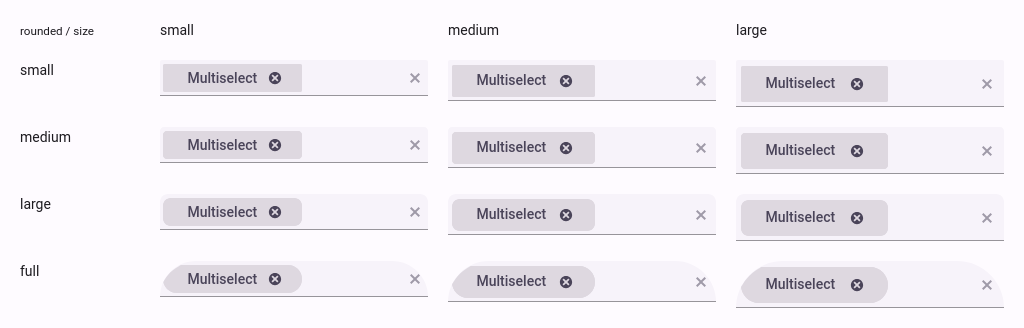 rounded / size small medium large
small Multiselect Multiselect Multiselect
medium Multiselect Multiselect Multiselect
large Multiselect Multiselect Multiselect
full Multiselect Multiselect Multiselect